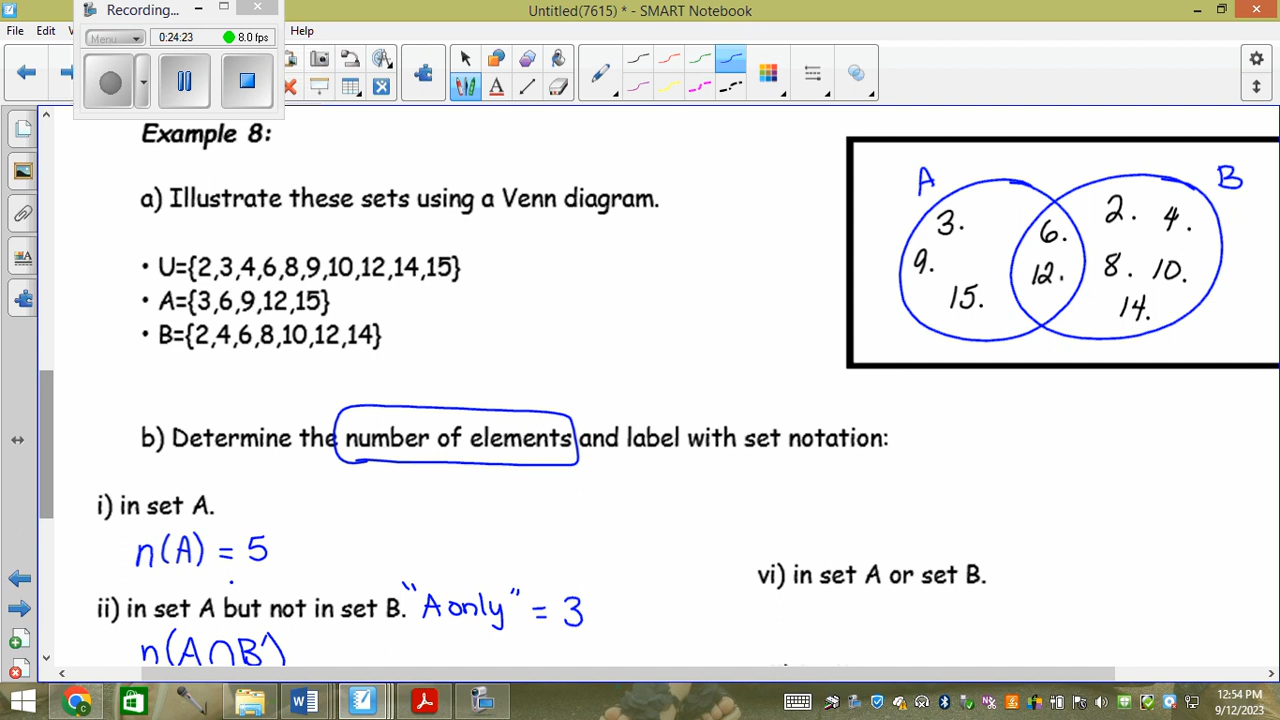 Recording...
Untitled(7615) * - SMART Notebook
Menu
0:24:23
8.0 fps
File
Edit
Help
Example 8:
a) Illustrate these sets using a Venn diagram.
• U={2,3,4,6,8,9,10,12,14,15}
• A={3,6,9,12,15}
• B={2,4,6,8,10,12,14}
A
B
3.
9.
15.
6.
12.
2. 4.
8. 10.
14.
b) Determine the number of elements and label with set notation:
i) in set A.
n(A) = 5
ii) in set A but not in set B. "A only" = 3
n(A∩B')
vi) in set A or set B.
12:54 PM
9/12/2023